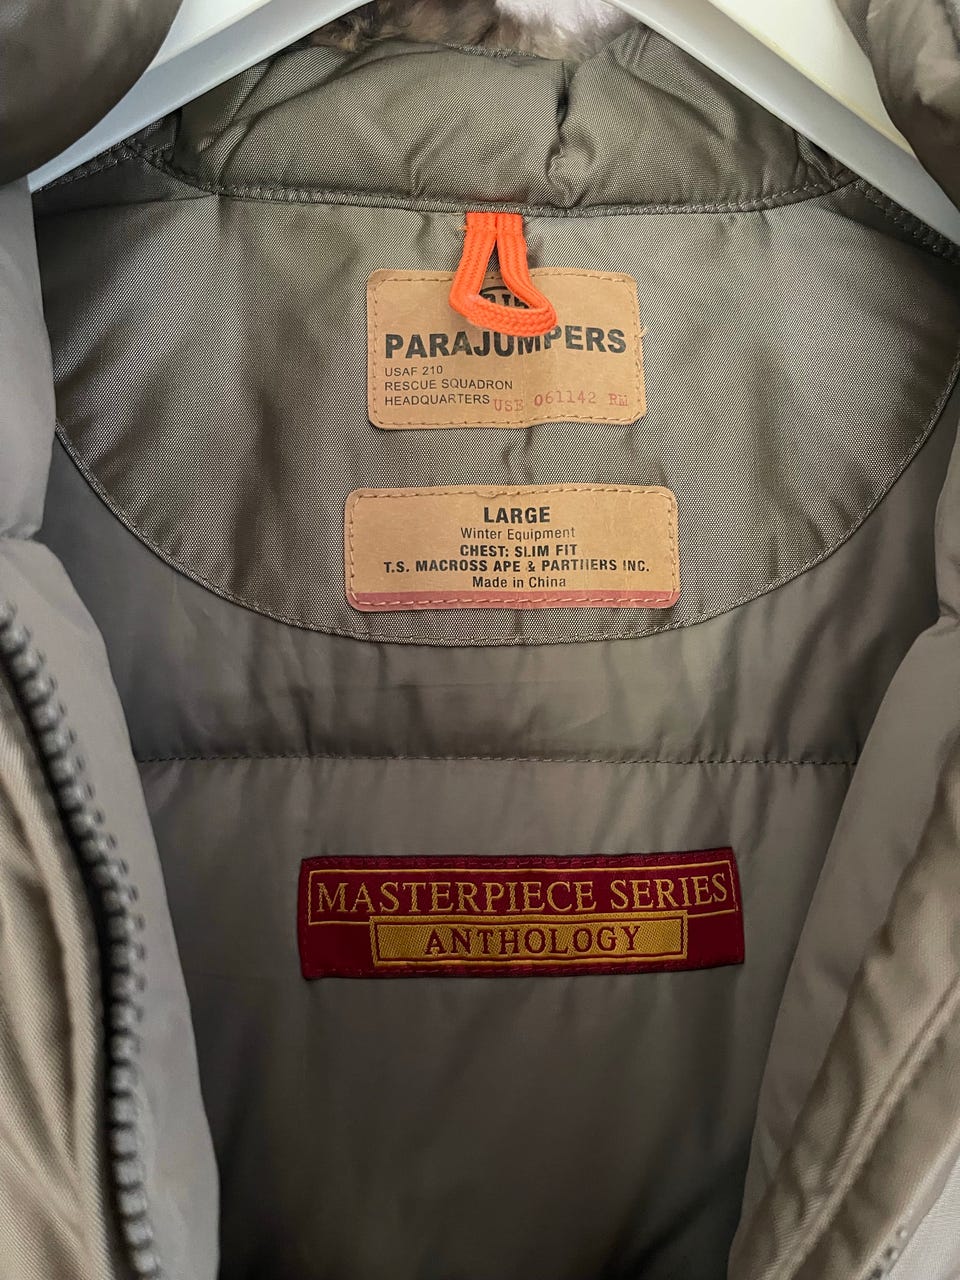 PARAJUMPERS
USAF 210
RESCUE SQUADRON
HEADQUARTERS USE 061142 RM
LARGE
Winter Equipment
CHEST: SLIM FIT
T.S. MACROSS APE & PARTNERS INC.
Made in China
MASTERPIECE SERIES
ANTHOLOGY